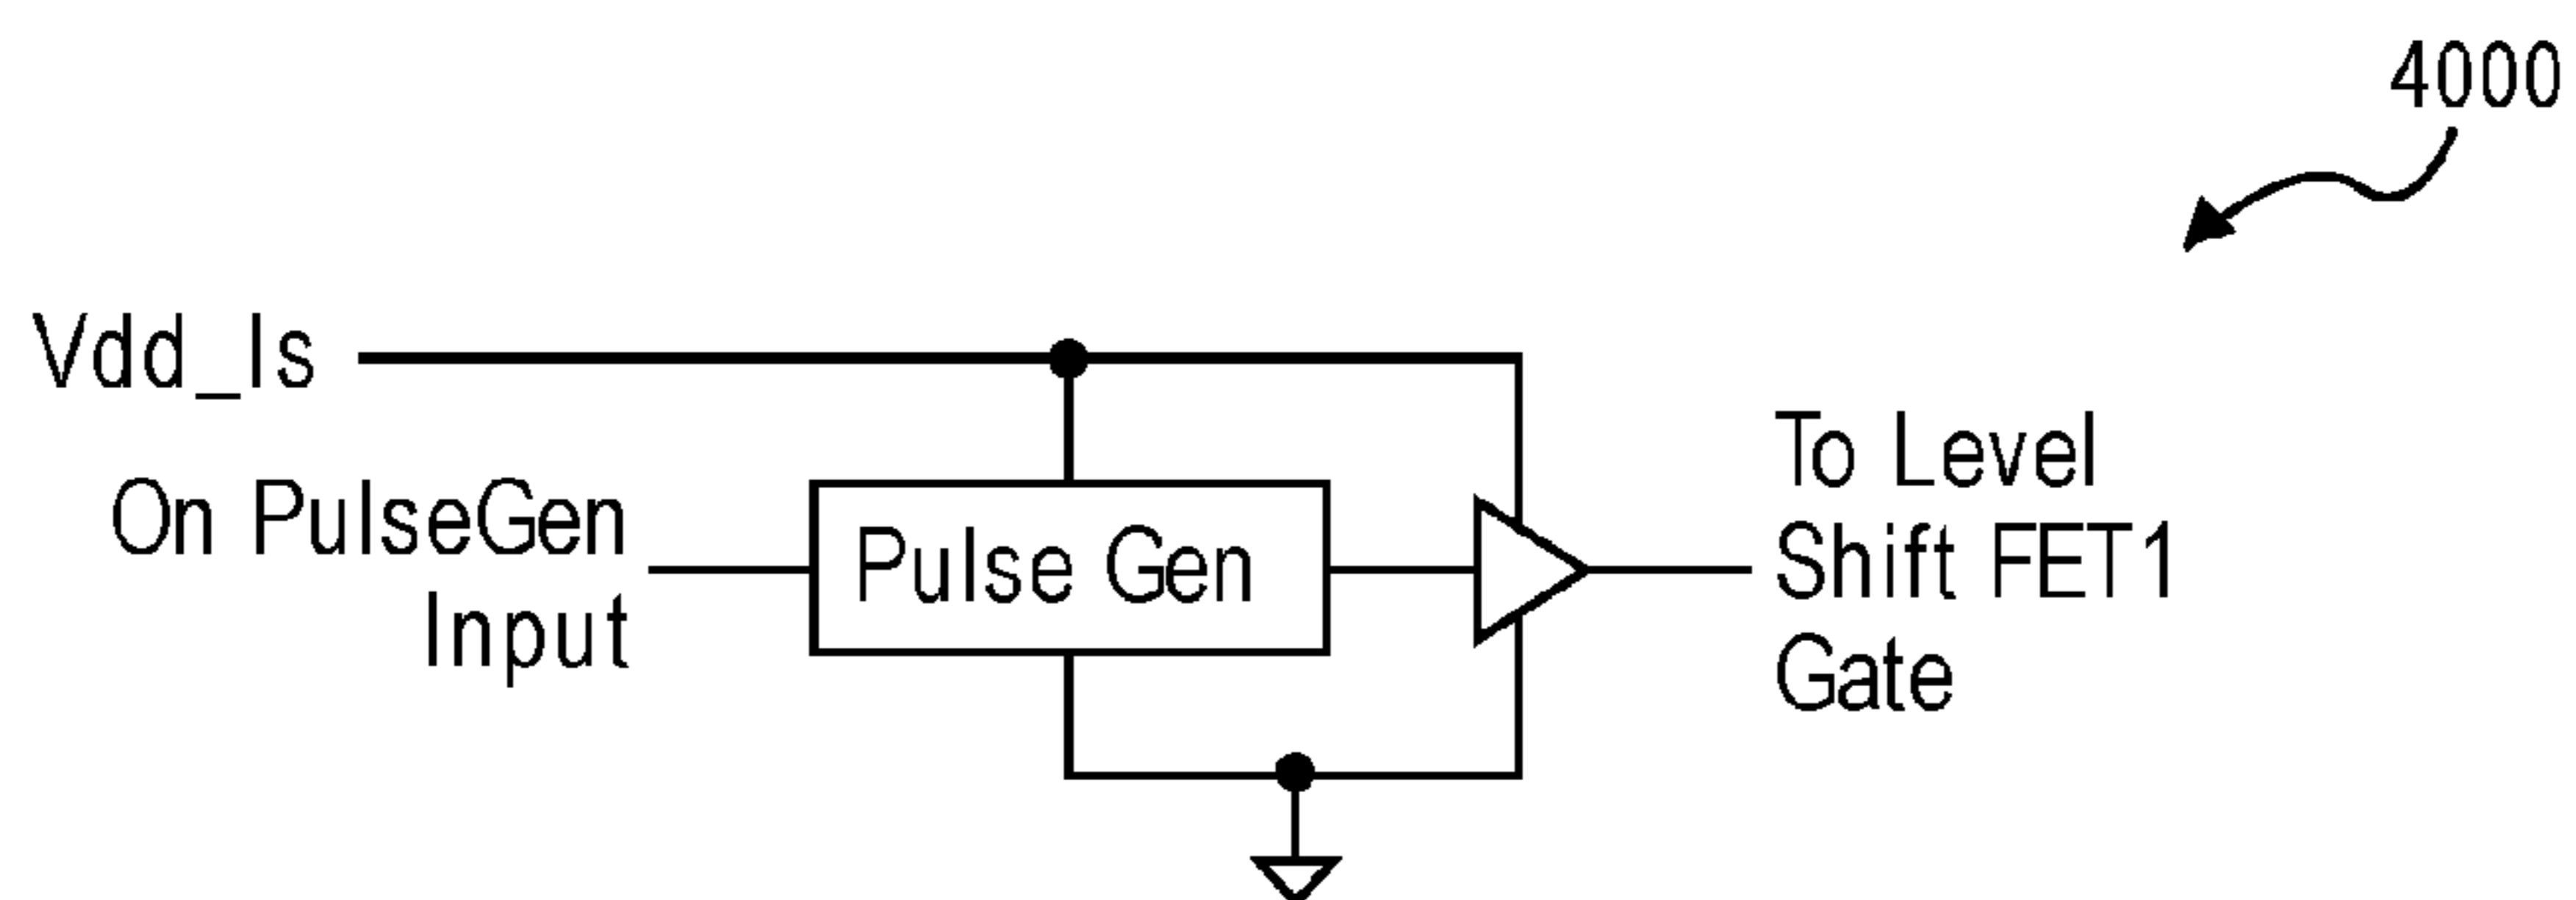 4000
Vdd_ls
On PulseGen
Input
Pulse Gen
To Level
Shift FET1
Gate